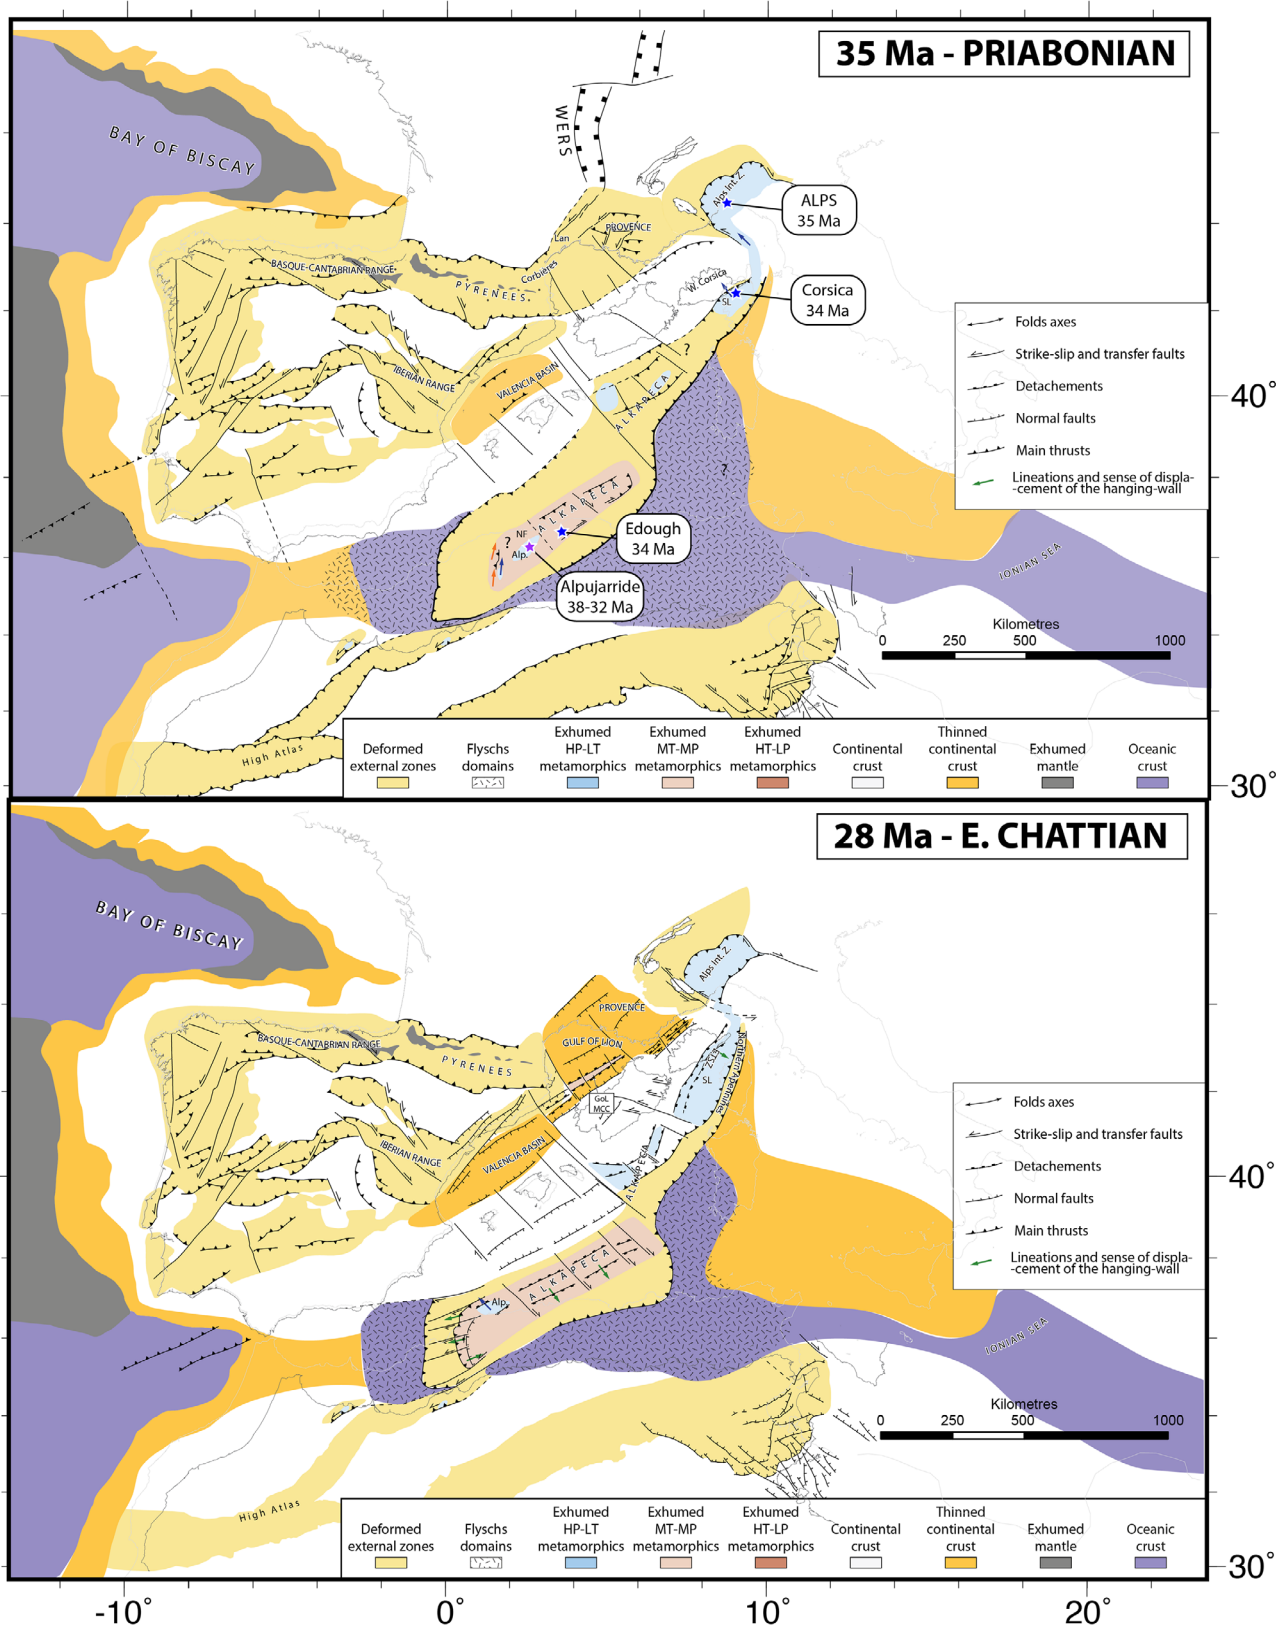 35 Ma - PRIABONIAN
BAY OF BISCAY
WERS
Alps Int. Z.
ALPS
35 Ma
PROVENCE
Lan
BASQUE-CANTABRIAN-RANGE
Corbières
PYRENEES
W. Corsica
SL
Corsica
34 Ma
?
IBERIAN RANGE
VALENCIA BASIN
ALKAPECA
?
ALKAPECA
NF
?
Alp.
Edough
34 Ma
Alpujarride
38-32 Ma
IONIAN SEA
High Atlas
Folds axes
Strike-slip and transfer faults
Detachements
Normal faults
Main thrusts
Lineations and sense of displa-
-cement of the hanging-wall
40°
Kilometres
0 250 500 1000
Deformed
external zones
Flyschs
domains
Exhumed
HP-LT
metamorphics
Exhumed
MT-MP
metamorphics
Exhumed
HT-LP
metamorphics
Continental
crust
Thinned
continental
crust
Exhumed
mantle
Oceanic
crust
30°
28 Ma - E. CHATTIAN
BAY OF BISCAY
Alps Int. Z.
PROVENCE
GULF OF LION
BASQUE-CANTABRIAN RANGE
PYRENEES
ESZ
SL
Northern Apennines
GoL
MCC
IBERIAN RANGE
VALENCIA BASIN
ALKAPECA
ALKAPECA
Alp.
IONIAN SEA
High Atlas
Folds axes
Strike-slip and transfer faults
Detachements
Normal faults
Main thrusts
Lineations and sense of displa-
-cement of the hanging-wall
40°
Kilometres
0 250 500 1000
Deformed
external zones
Flyschs
domains
Exhumed
HP-LT
metamorphics
Exhumed
MT-MP
metamorphics
Exhumed
HT-LP
metamorphics
Continental
crust
Thinned
continental
crust
Exhumed
mantle
Oceanic
crust
30°
-10° 0° 10° 20°